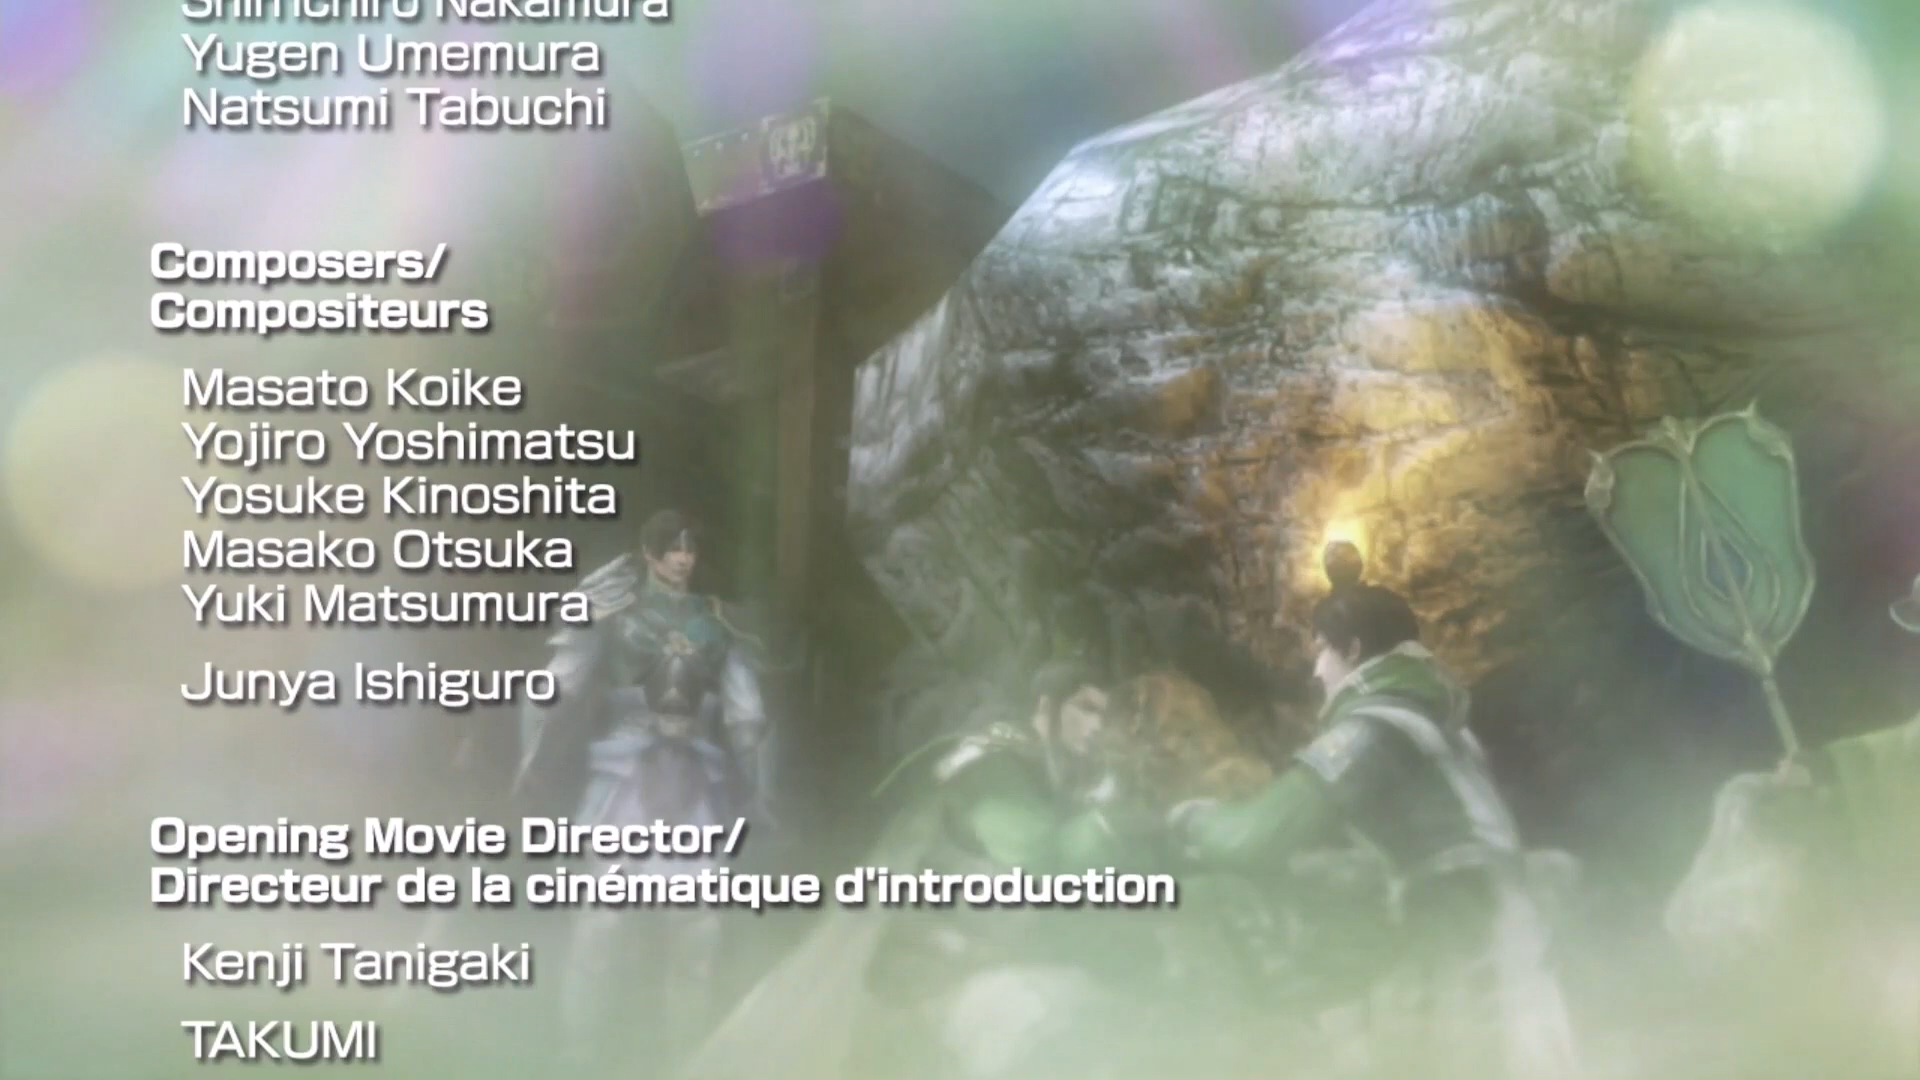 Nakamura
Yugen Umemura
Natsumi Tabuchi
Composers/
Compositeurs
Masato Koike
Yojiro Yoshimatsu
Yosuke Kinoshita
Masako Otsuka
Yuki Matsumura
Junya Ishiguro
Opening Movie Director/
Directeur de la cinématique d'introduction
Kenji Tanigaki
TAKUMI